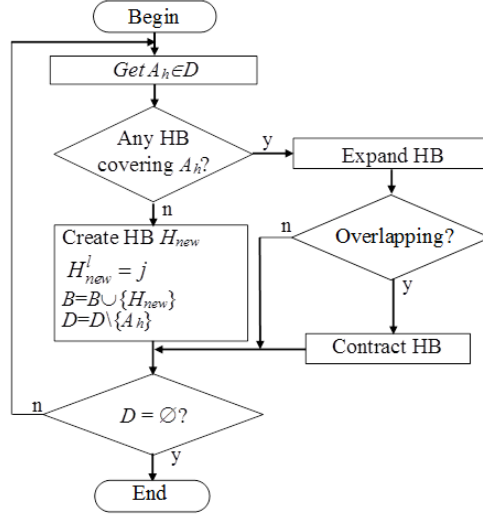 Begin
Get A_h∈D
Any HB
covering A_h?
y
Expand HB
n
n
Overlapping?
Create HB H_new
H^l_new = j
B=B∪{H_new}
D=D\{A_h}
y
Contract HB
n
D = ∅?
y
End